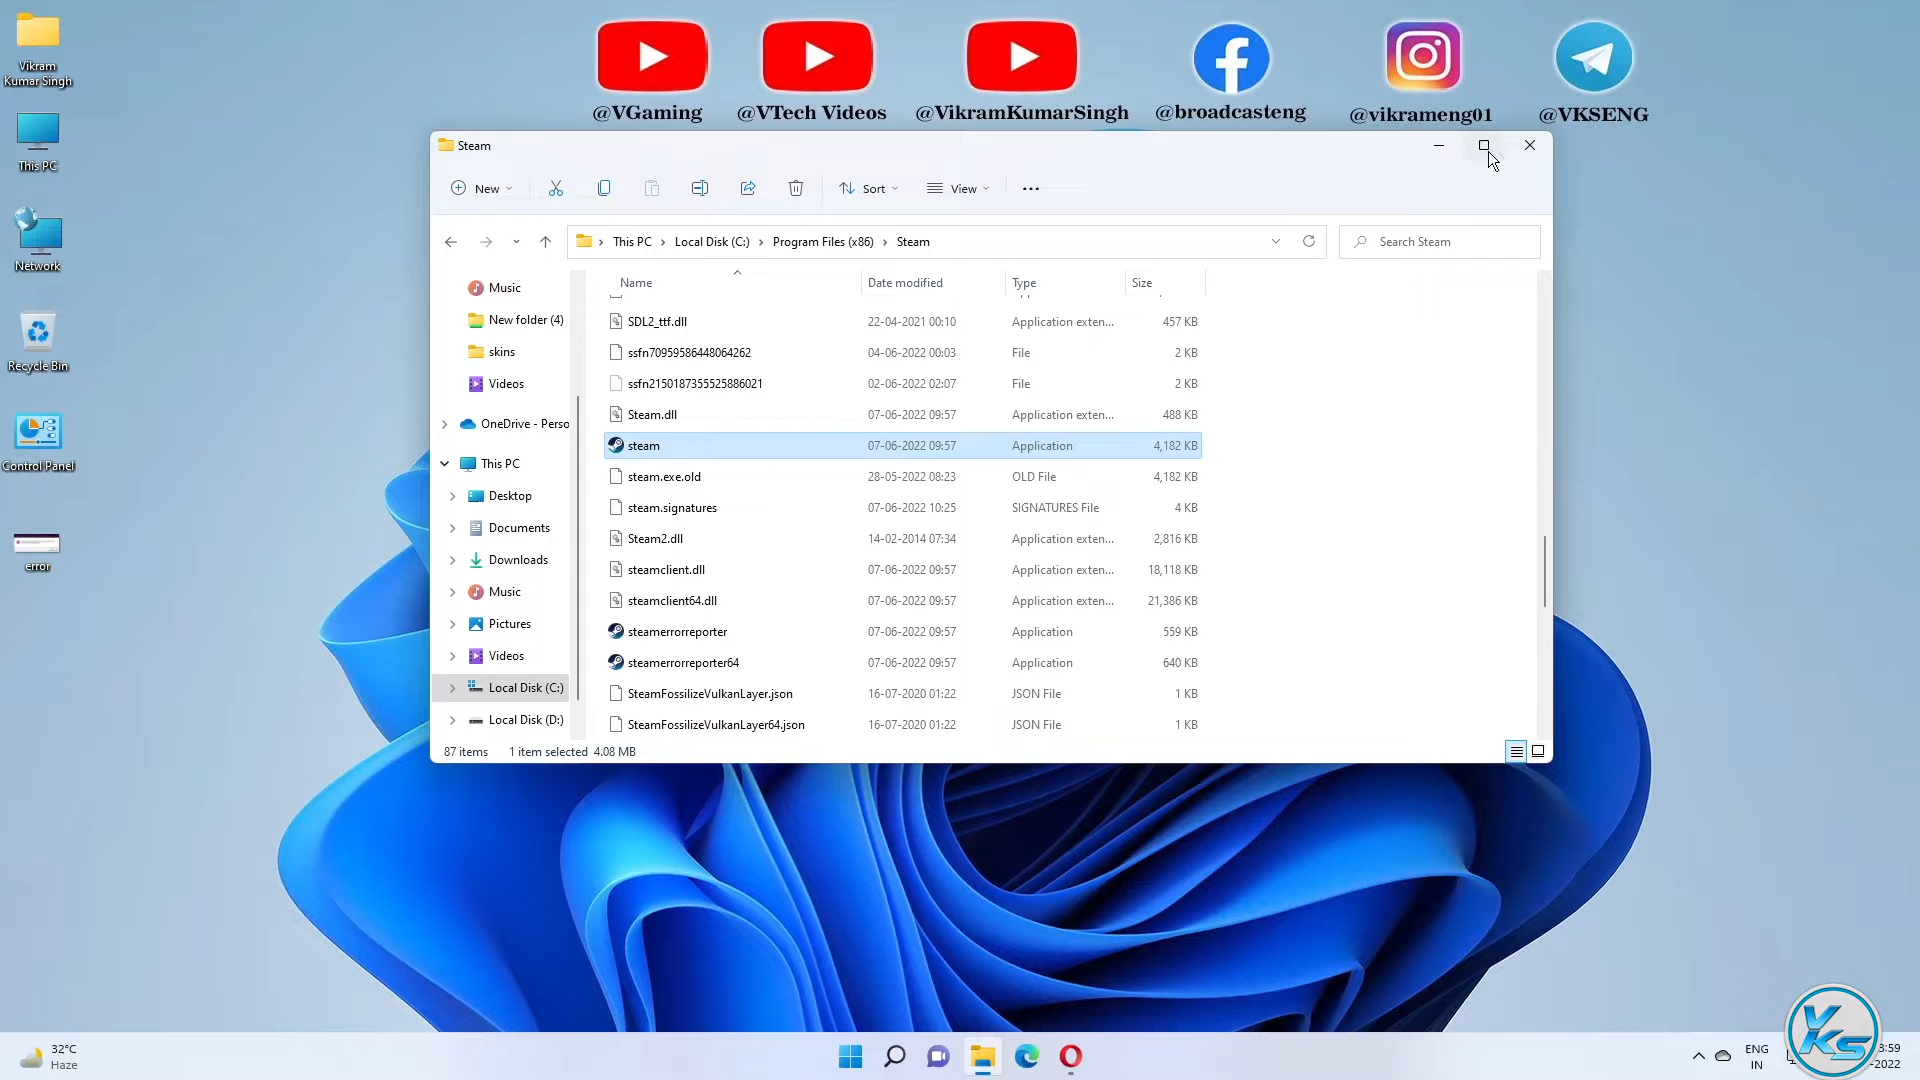 Vikram
Kumar Singh
This PC
Network
Recycle Bin
Control Panel
error
@VGaming
@VTech Videos
@VikramKumarSingh
@broadcasteng
@vikrameng01
@VKSENG
Steam
New
Sort
View
This PC > Local Disk (C:) > Program Files (x86) > Steam
Search Steam
Music
New folder (4)
skins
Videos
OneDrive - Perso
This PC
Desktop
Documents
Downloads
Music
Pictures
Videos
Local Disk (C:)
Local Disk (D:)
Name Date modified Type Size
SDL2_ttf.dll 22-04-2021 00:10 Application exten... 457 KB
ssfn70959586448064262 04-06-2022 00:03 File 2 KB
ssfn2150187355525886021 02-06-2022 02:07 File 2 KB
Steam.dll 07-06-2022 09:57 Application exten... 488 KB
steam 07-06-2022 09:57 Application 4,182 KB
steam.exe.old 28-05-2022 08:23 OLD File 4,182 KB
steam.signatures 07-06-2022 10:25 SIGNATURES File 4 KB
Steam2.dll 14-02-2014 07:34 Application exten... 2,816 KB
steamclient.dll 07-06-2022 09:57 Application exten... 18,118 KB
steamclient64.dll 07-06-2022 09:57 Application exten... 21,386 KB
steamerrorreporter 07-06-2022 09:57 Application 559 KB
steamerrorreporter64 07-06-2022 09:57 Application 640 KB
SteamFossilizeVulkanLayer.json 16-07-2020 01:22 JSON File 1 KB
SteamFossilizeVulkanLayer64.json 16-07-2020 01:22 JSON File 1 KB
87 items 1 item selected 4.08 MB
32°C
Haze
ENG
IN
3:59
-2022
VKS